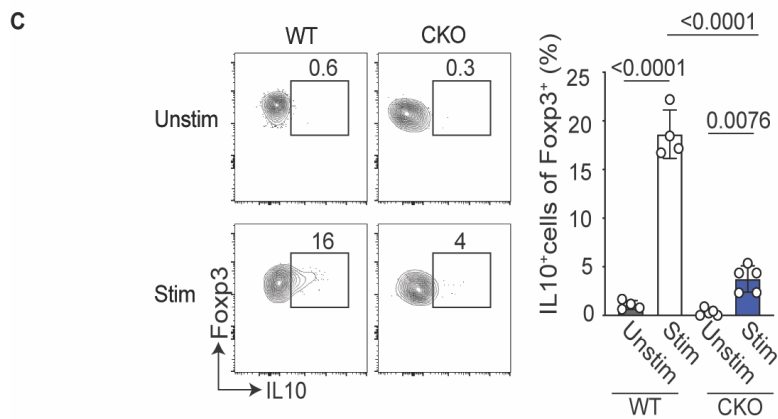 C
WT CKO
0.6 0.3
Unstim
16 4
Stim
Foxp3
IL10
<0.0001
<0.0001
0.0076
IL10⁺cells of Foxp3⁺ (%)
25
20
15
10
5
0
Unstim Stim Unstim Stim
WT CKO